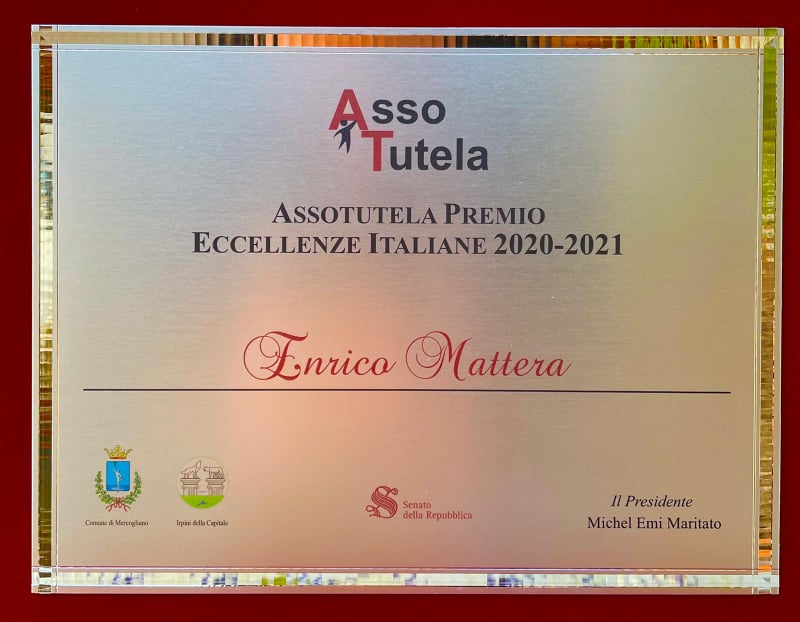 Asso
Tutela
ASSOTUTELA PREMIO
ECCELLENZE ITALIANE 2020-2021
Enrico Mattera
Comune di Mercogliano
Irpini della Capitale
Senato
della Repubblica
Il Presidente
Michel Emi Maritato